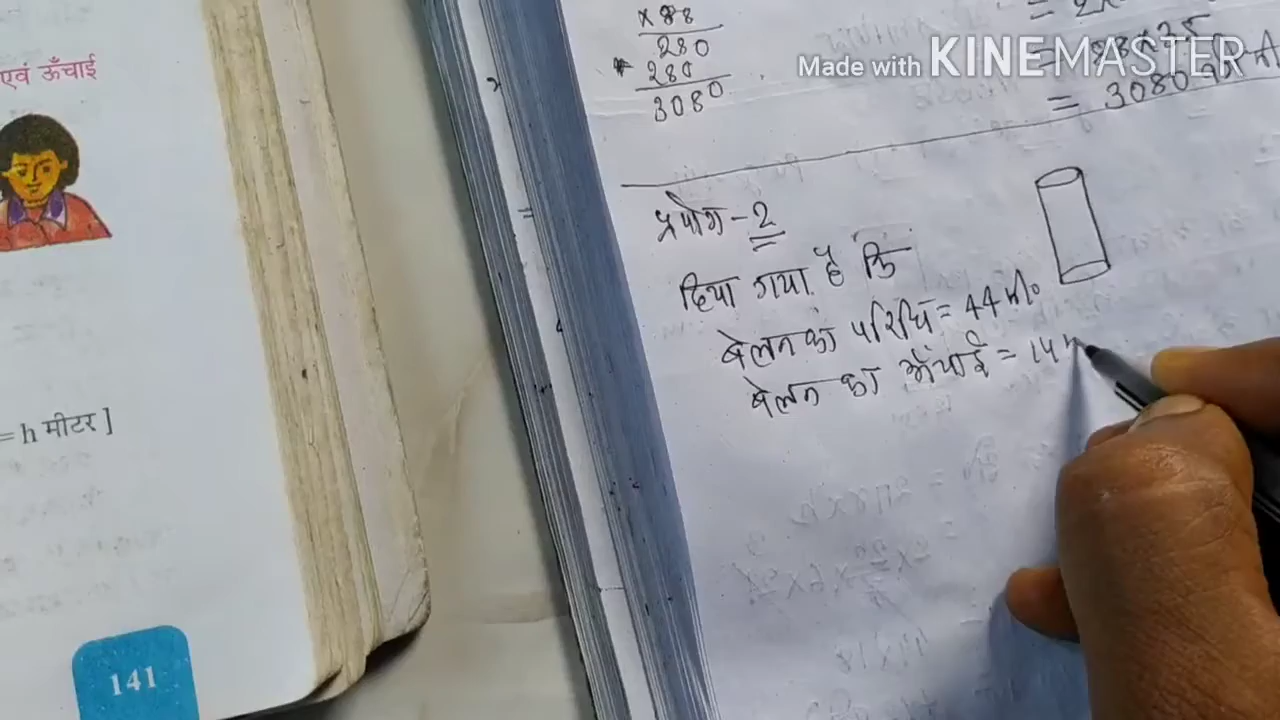 एवं ऊँचाई
= h मीटर ]
141
Made with KINEMASTER
×88
280
280
3080
= 3080
प्रयोग-2
दिया गया है कि
बेलन का परिधि = 44 मी०
बेलन का ऊँचाई = 14